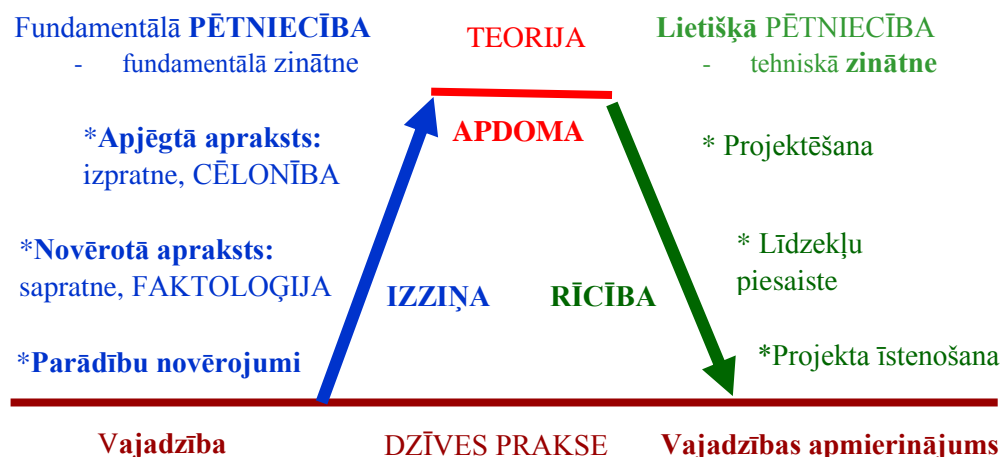 Fundamentālā PĒTNIECĪBA
- fundamentālā zinātne
TEORIJA
Lietišķā PĒTNIECĪBA
- tehniskā zinātne
*Apjēgtā apraksts:
izpratne, CĒLONĪBA
APDOMA
* Projektēšana
*Novērotā apraksts:
sapratne, FAKTOLOĢIJA
IZZIŅA
RĪCĪBA
* Līdzekļu
piesaiste
*Parādību novērojumi
*Projekta īstenošana
Vajadzība
DZĪVES PRAKSE
Vajadzības apmierinājums